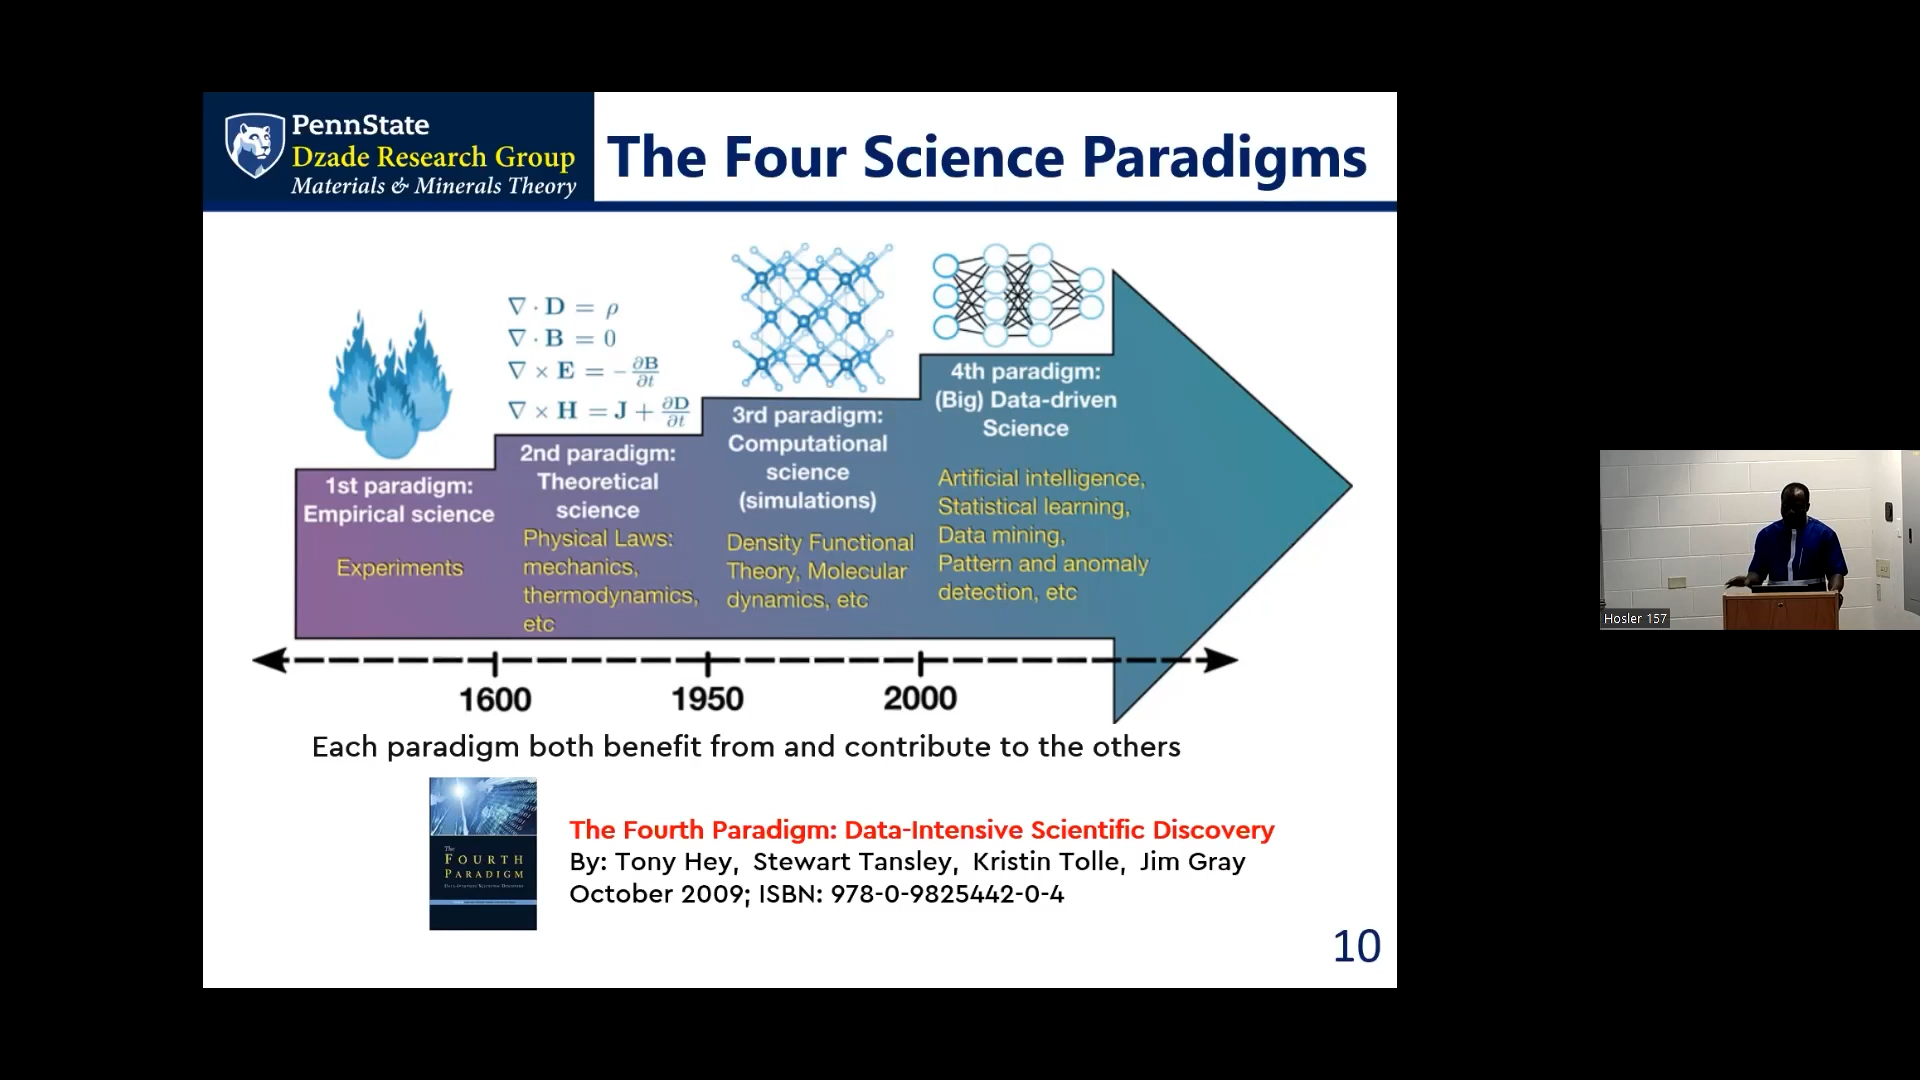 PennState
Dzade Research Group
Materials & Minerals Theory
The Four Science Paradigms
∇ · D = ρ
∇ · B = 0
∇ × E = − ∂B/∂t
∇ × H = J + ∂D/∂t
1st paradigm:
Empirical science
Experiments
2nd paradigm:
Theoretical
science
Physical Laws:
mechanics,
thermodynamics,
etc
3rd paradigm:
Computational
science
(simulations)
Density Functional
Theory, Molecular
dynamics, etc
4th paradigm:
(Big) Data-driven
Science
Artificial intelligence,
Statistical learning,
Data mining,
Pattern and anomaly
detection, etc
1600
1950
2000
Each paradigm both benefit from and contribute to the others
The
FOURTH
PARADIGM
DATA-INTENSIVE SCIENTIFIC DISCOVERY
The Fourth Paradigm: Data-Intensive Scientific Discovery
By: Tony Hey, Stewart Tansley, Kristin Tolle, Jim Gray
October 2009; ISBN: 978-0-9825442-0-4
10
Hosler 157